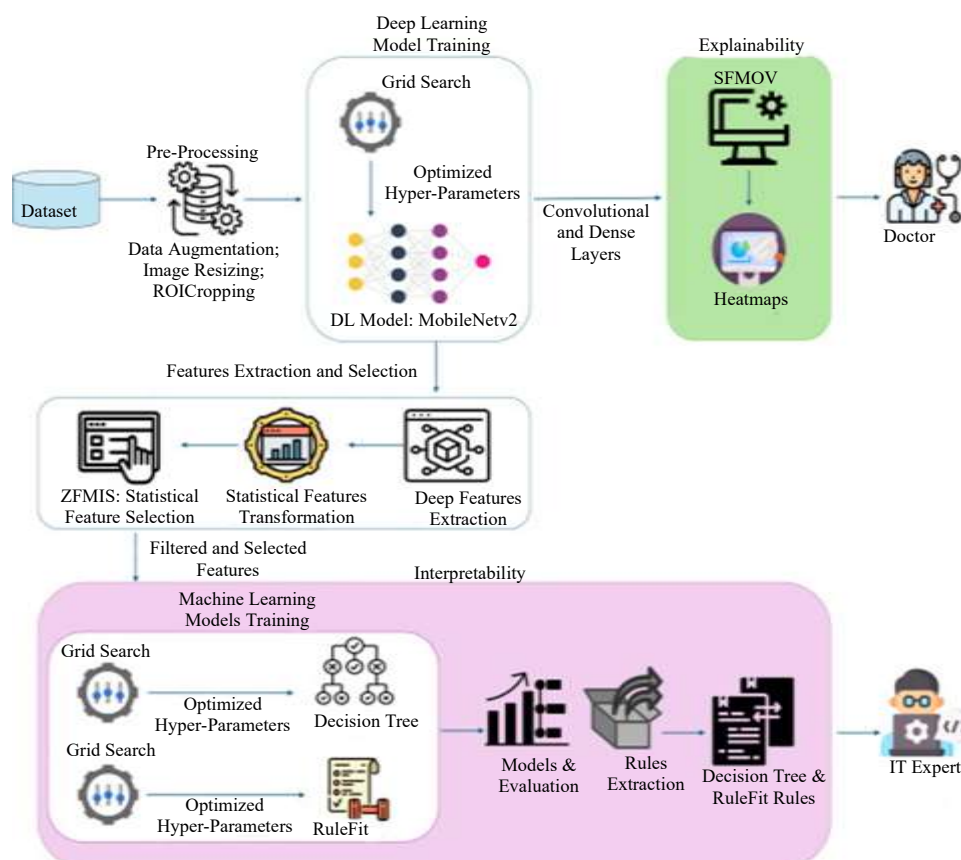 Deep Learning
Model Training
Explainability
Grid Search
SFMOV
Pre-Processing
Optimized
Hyper-Parameters
Dataset
Convolutional
and Dense
Layers
Doctor
Data Augmentation;
Image Resizing;
ROICropping
Heatmaps
DL Model: MobileNetv2
Features Extraction and Selection
ZFMIS: Statistical
Feature Selection
Statistical Features
Transformation
Deep Features
Extraction
Filtered and Selected
Features
Interpretability
Machine Learning
Models Training
Grid Search
Optimized
Hyper-Parameters
Decision Tree
Grid Search
Optimized
Hyper-Parameters
RuleFit
Models &
Evaluation
Rules
Extraction
Decision Tree &
RuleFit Rules
IT Expert